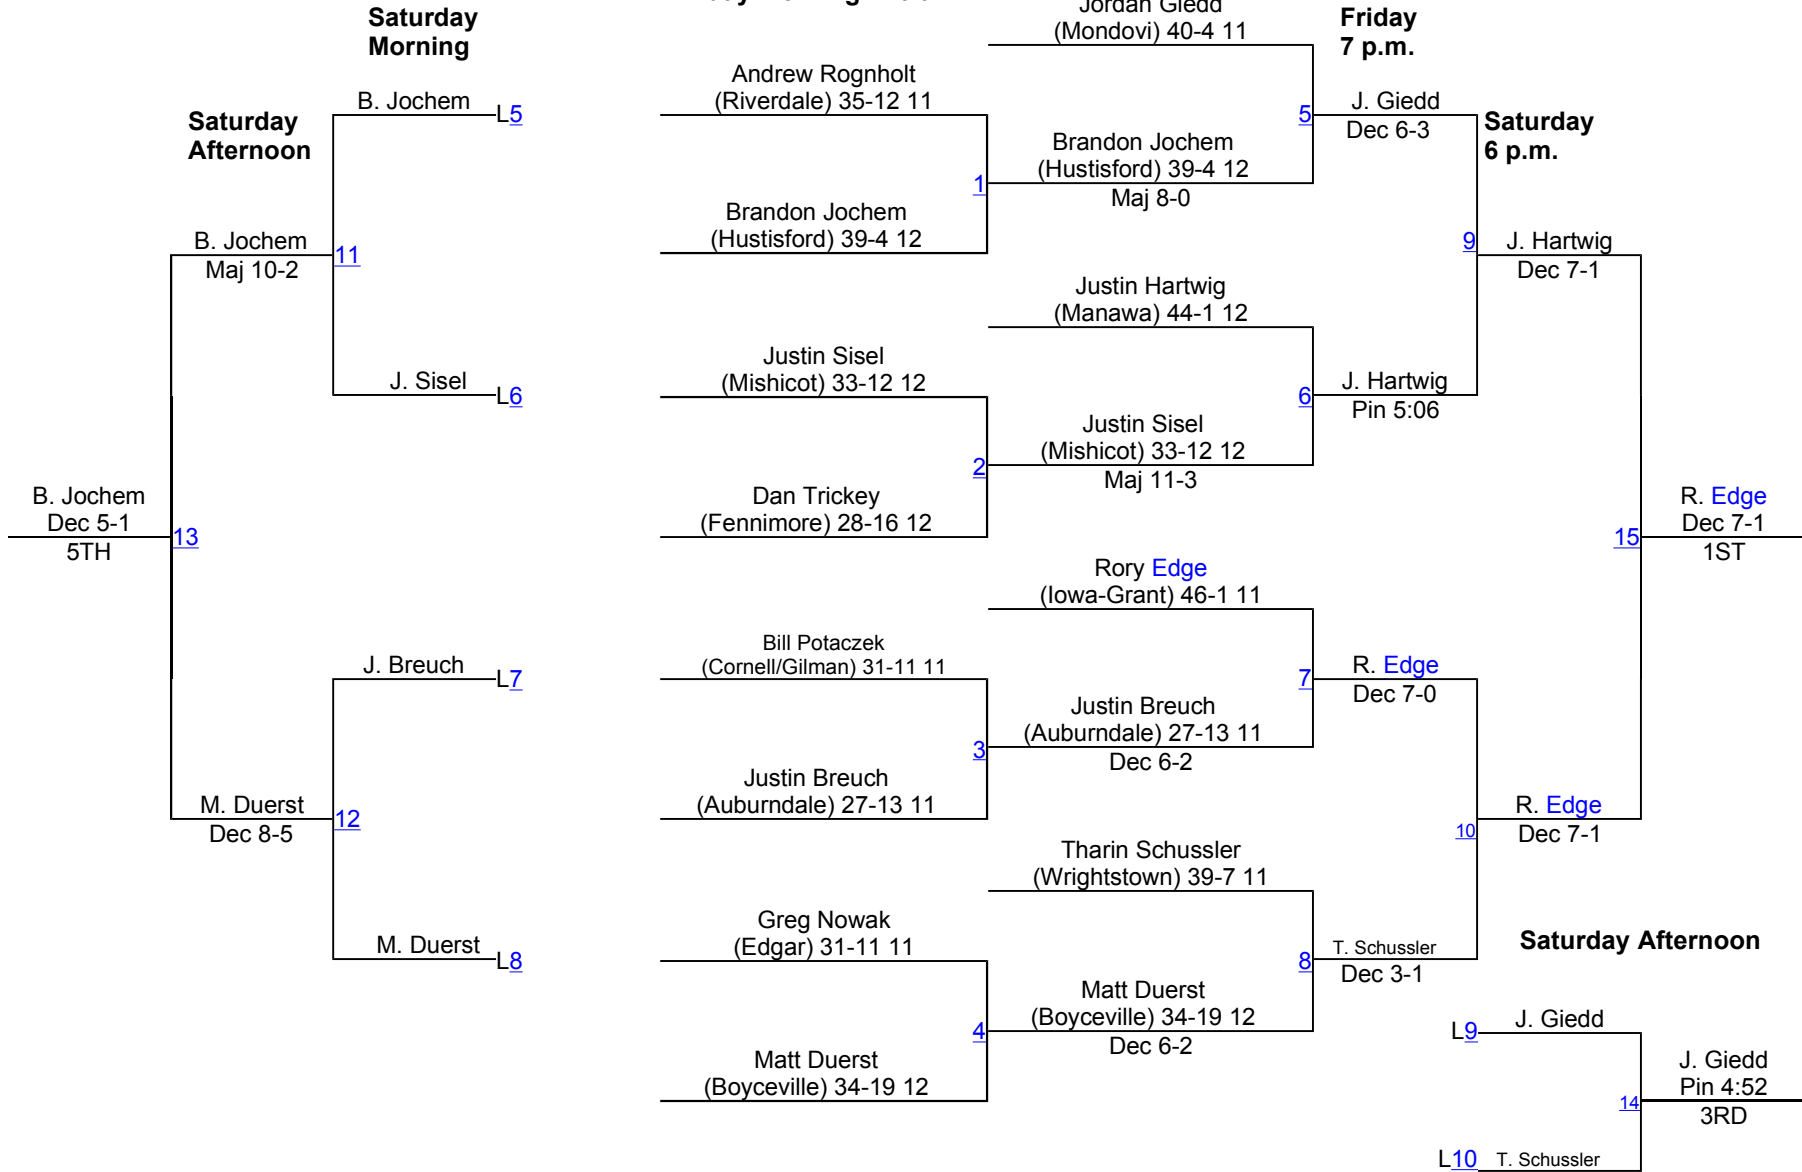 Saturday
Morning
Jordan Giedd
(Mondovi) 40-4 11
Friday
7 p.m.
Andrew Rognholt
(Riverdale) 35-12 11
B. Jochem
L5
Saturday
Afternoon
5
J. Giedd
Dec 6-3
Saturday
6 p.m.
Brandon Jochem
(Hustisford) 39-4 12
Maj 8-0
1
Brandon Jochem
(Hustisford) 39-4 12
B. Jochem
Maj 10-2
11
9
J. Hartwig
Dec 7-1
Justin Hartwig
(Manawa) 44-1 12
Justin Sisel
(Mishicot) 33-12 12
J. Sisel
L6
6
J. Hartwig
Pin 5:06
Justin Sisel
(Mishicot) 33-12 12
Maj 11-3
2
Dan Trickey
(Fennimore) 28-16 12
B. Jochem
Dec 5-1
5TH
13
15
R. Edge
Dec 7-1
1ST
Rory Edge
(Iowa-Grant) 46-1 11
Bill Potaczek
(Cornell/Gilman) 31-11 11
J. Breuch
L7
7
R. Edge
Dec 7-0
Justin Breuch
(Auburndale) 27-13 11
Dec 6-2
3
Justin Breuch
(Auburndale) 27-13 11
M. Duerst
Dec 8-5
12
10
R. Edge
Dec 7-1
Tharin Schussler
(Wrightstown) 39-7 11
Greg Nowak
(Edgar) 31-11 11
M. Duerst
L8
8
T. Schussler
Dec 3-1
Saturday Afternoon
Matt Duerst
(Boyceville) 34-19 12
Dec 6-2
4
Matt Duerst
(Boyceville) 34-19 12
L9
J. Giedd
14
J. Giedd
Pin 4:52
3RD
L10
T. Schussler